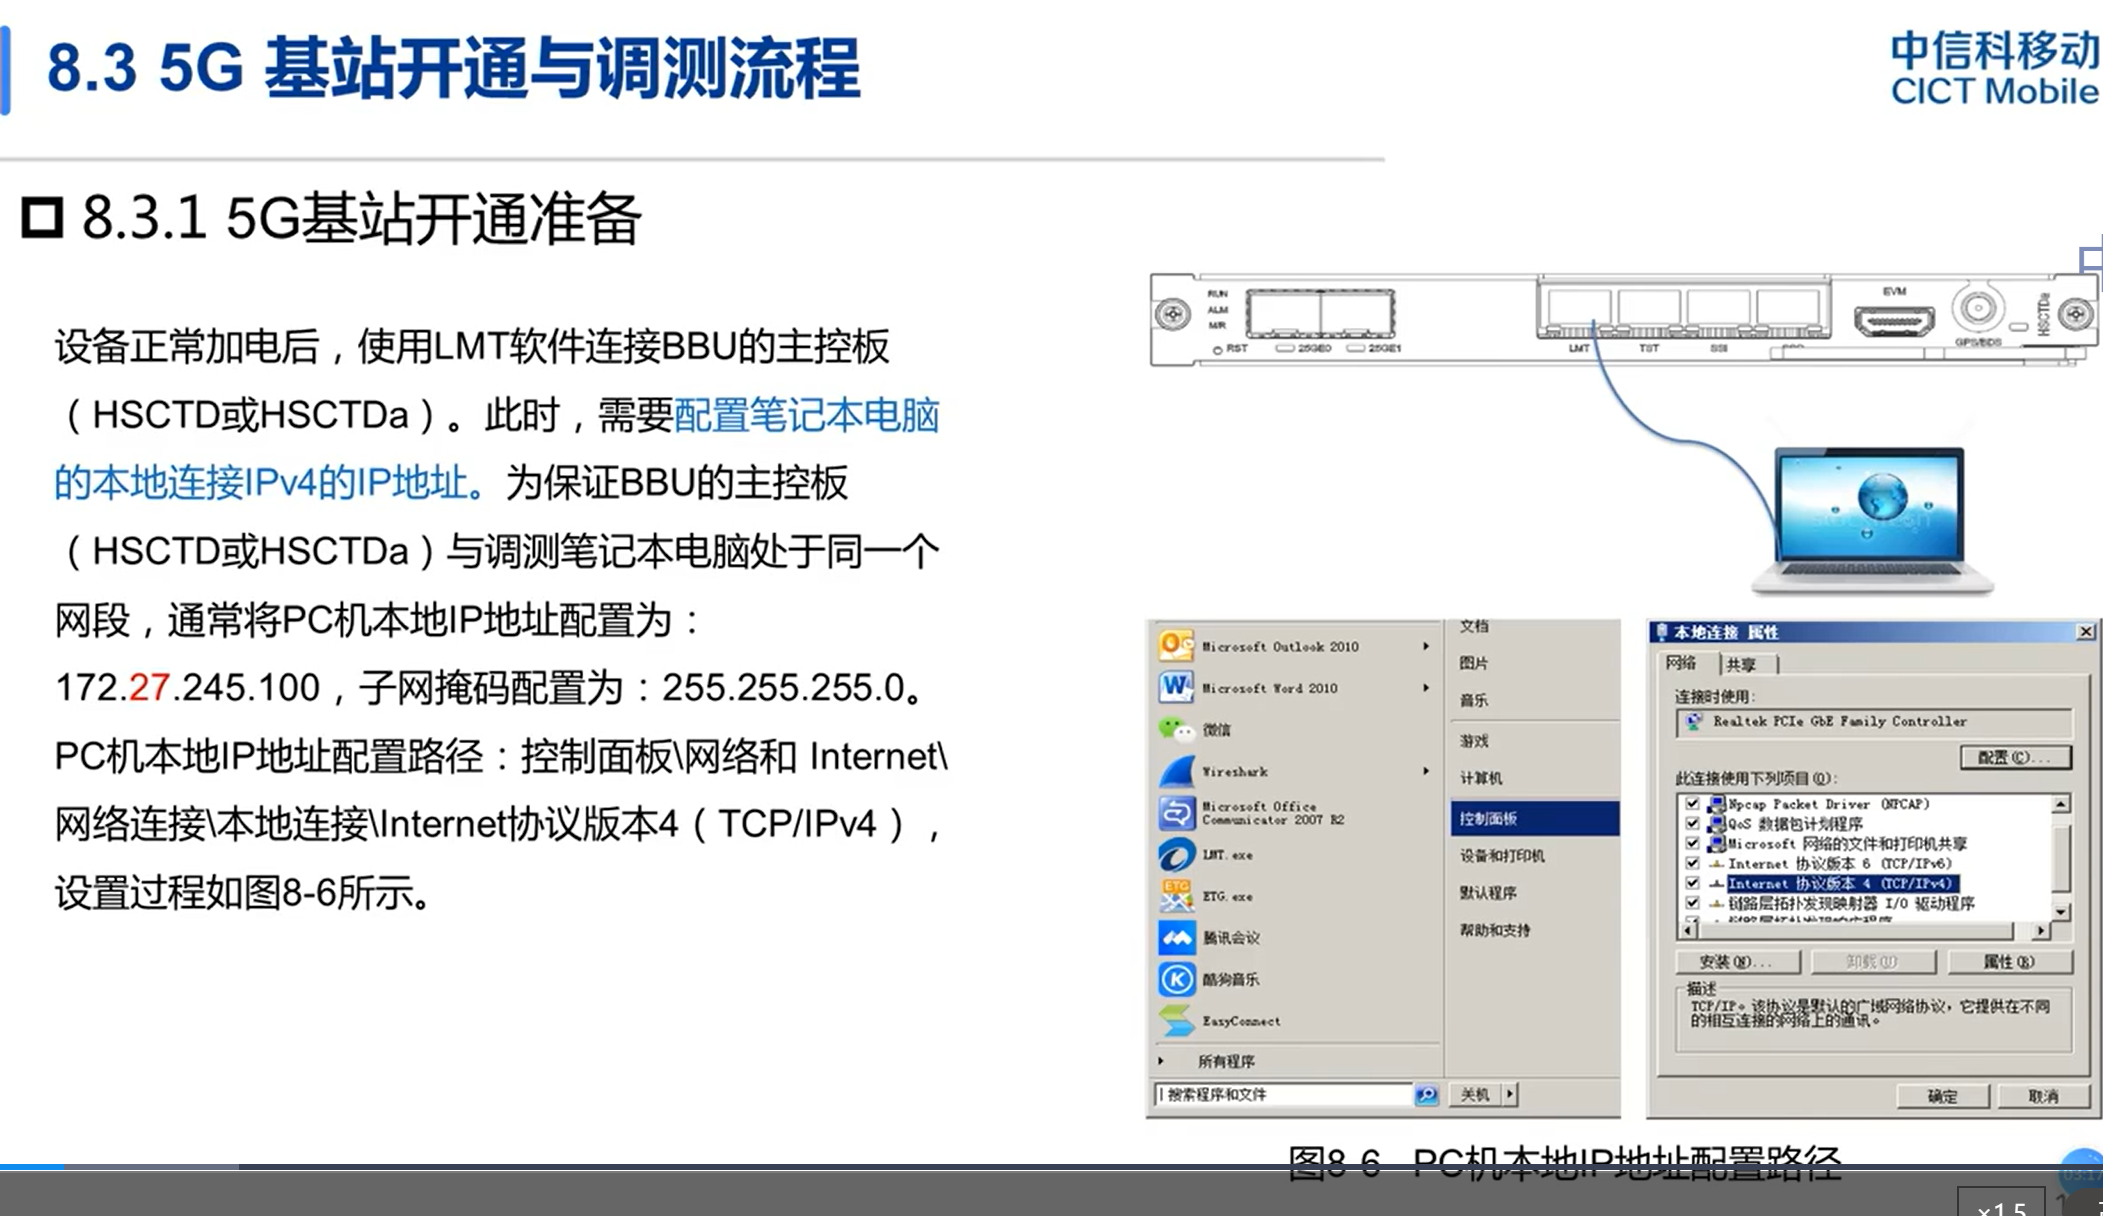 8.3 5G 基站开通与调测流程
中信科移动
CICT Mobile
8.3.1 5G基站开通准备
设备正常加电后，使用LMT软件连接BBU的主控板
（HSCTD或HSCTDa）。此时，需要配置笔记本电脑
的本地连接IPv4的IP地址。为保证BBU的主控板
（HSCTD或HSCTDa）与调测笔记本电脑处于同一个
网段，通常将PC机本地IP地址配置为：
172.27.245.100，子网掩码配置为：255.255.255.0。
PC机本地IP地址配置路径：控制面板\网络和 Internet\
网络连接\本地连接\Internet协议版本4（TCP/IPv4），
设置过程如图8-6所示。
RUN
ALM
M/R
RST
25GE0
25GE1
LMT
TST
SSI
EVM
GPS/BDS
HSCTDa
Microsoft Outlook 2010
Microsoft Word 2010
微信
Wireshark
Microsoft Office
Communicator 2007 R2
LMT.exe
ETG.exe
腾讯会议
酷狗音乐
EasyConnect
所有程序
搜索程序和文件
文档
图片
音乐
游戏
计算机
控制面板
设备和打印机
默认程序
帮助和支持
关机
本地连接 属性
网络
共享
连接时使用:
Realtek PCIe GbE Family Controller
配置(C)...
此连接使用下列项目(O):
Npcap Packet Driver (NPCAP)
QoS 数据包计划程序
Microsoft 网络的文件和打印机共享
Internet 协议版本 6 (TCP/IPv6)
Internet 协议版本 4 (TCP/IPv4)
链路层拓扑发现映射器 I/O 驱动程序
安装(N)...
卸载(U)
属性(R)
描述
TCP/IP。该协议是默认的广域网络协议，它提供在不同
的相互连接的网络上的通讯。
确定
取消
图8-6 PC机本地IP地址配置路径
×1.5